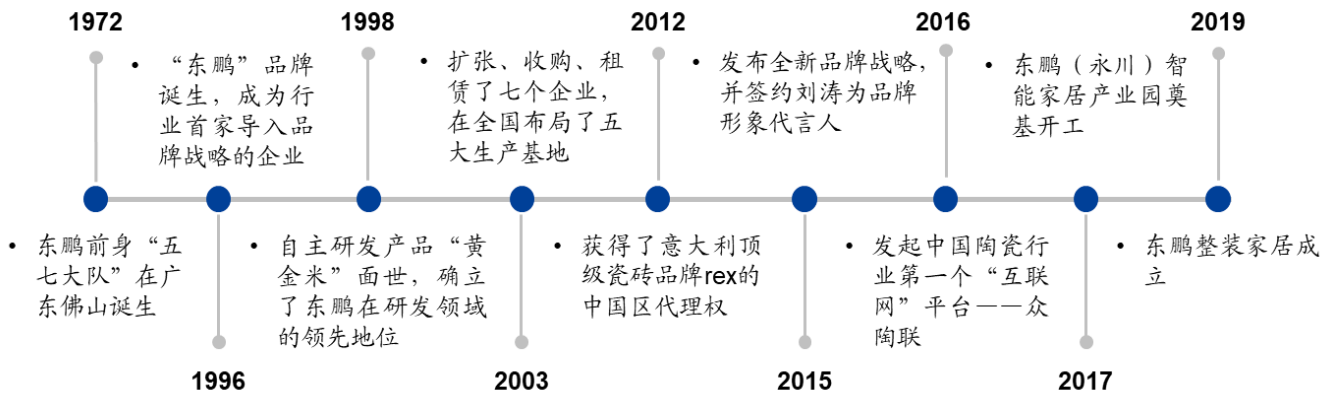 1972
1998
2012
2016
2019
• “东鹏”品牌
诞生，成为行
业首家导入品
牌战略的企业
• 扩张、收购、租
赁了七个企业，
在全国布局了五
大生产基地
• 发布全新品牌战略，
并签约刘涛为品牌
形象代言人
• 东鹏（永川）智
能家居产业园奠
基开工
• 东鹏前身“五
七大队”在广
东佛山诞生
• 自主研发产品“黄
金米”面世，确立
了东鹏在研发领域
的领先地位
• 获得了意大利顶
级瓷砖品牌rex的
中国区代理权
• 发起中国陶瓷行
业第一个“互联
网”平台——众
陶联
• 东鹏整装家居成
立
1996
2003
2015
2017